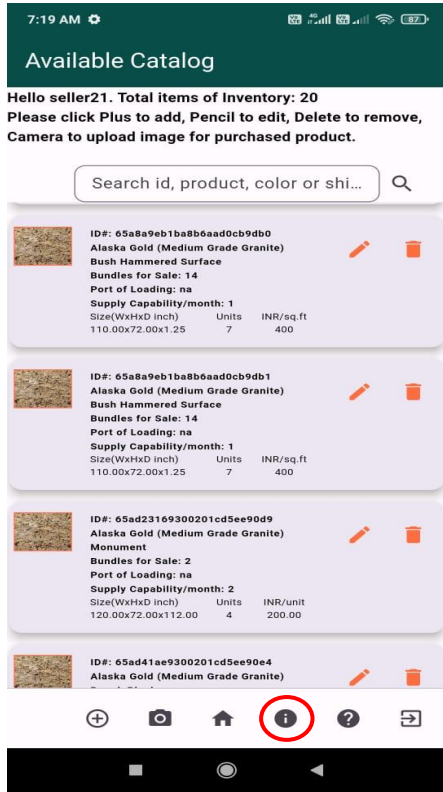 7:19 AM
87
Available Catalog
Hello seller21. Total items of Inventory: 20
Please click Plus to add, Pencil to edit, Delete to remove,
Camera to upload image for purchased product.
Search id, product, color or shi...
ID#: 65a8a9eb1ba8b6aad0cb9db0
Alaska Gold (Medium Grade Granite)
Bush Hammered Surface
Bundles for Sale: 14
Port of Loading: na
Supply Capability/month: 1
Size(WxHxD inch) Units INR/sq.ft
110.00x72.00x1.25 7 400
ID#: 65a8a9eb1ba8b6aad0cb9db1
Alaska Gold (Medium Grade Granite)
Bush Hammered Surface
Bundles for Sale: 14
Port of Loading: na
Supply Capability/month: 1
Size(WxHxD inch) Units INR/sq.ft
110.00x72.00x1.25 7 400
ID#: 65ad23169300201cd5ee90d9
Alaska Gold (Medium Grade Granite)
Monument
Bundles for Sale: 2
Port of Loading: na
Supply Capability/month: 2
Size(WxHxD inch) Units INR/unit
120.00x72.00x112.00 4 200.00
ID#: 65ad41ae9300201cd5ee90e4
Alaska Gold (Medium Grade Granite)